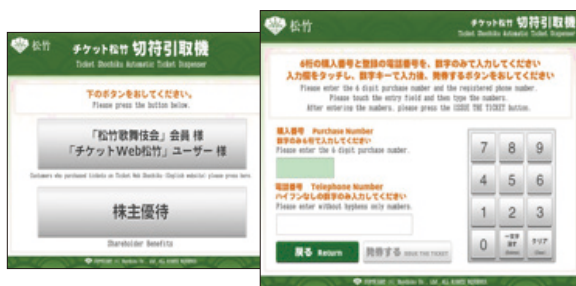 松竹
チケット松竹 切符引取機
Ticket Shochiku Automatic Ticket Dispenser
下のボタンをおしてください。
Please press the button below.
「松竹歌舞伎会」会員 様
「チケットWeb松竹」ユーザー 様
Customers who purchased tickets on Ticket Web Shochiku (English website) please press here.
株主優待
Shareholder Benefits
松竹
チケット松竹 切符引取機
Ticket Shochiku Automatic Ticket Dispenser
6桁の購入番号と登録の電話番号を、数字のみで入力してください
入力欄をタッチし、数字キーで入力後、発券するボタンをおしてください
Please enter the 6 digit purchase number and the registered phone number.
Please touch the entry field and then type the numbers.
After entering the numbers, please press the ISSUE THE TICKET button.
購入番号 Purchase Number
数字のみ6桁で入力してください
Please enter the 6 digit purchase number.
電話番号 Telephone Number
ハイフンなしの数字のみ入力してください
Please enter without hyphens only numbers.
7 8 9
4 5 6
1 2 3
0 一文字消す クリア
戻る Return 発券する ISSUE THE TICKET